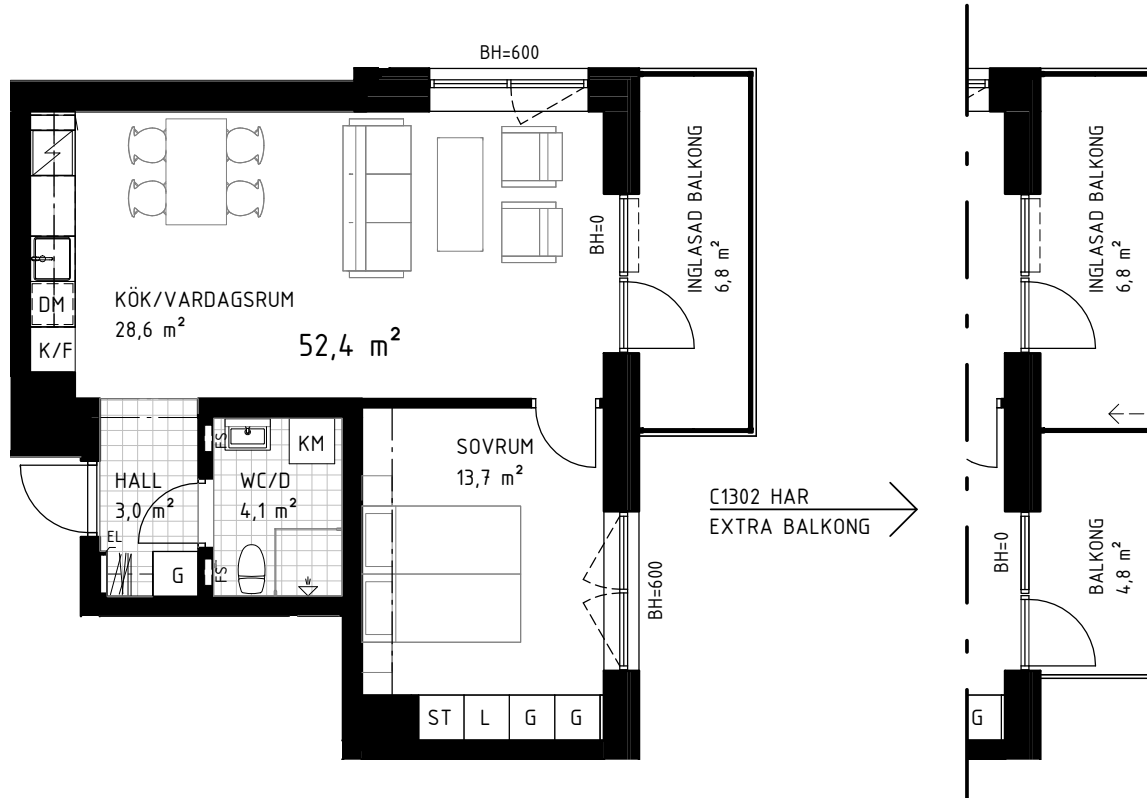 BH=600
INGLASAD BALKONG
6,8 m²
BH=0
KÖK/VARDAGSRUM
28,6 m²
52,4 m²
DM
K/F
HALL
3,0 m²
EL
G
FS
WC/D
4,1 m²
KM
FS
SOVRUM
13,7 m²
BH=600
ST
L
G
G
C1302 HAR
EXTRA BALKONG
INGLASAD BALKONG
6,8 m²
BH=0
BALKONG
4,8 m²
G